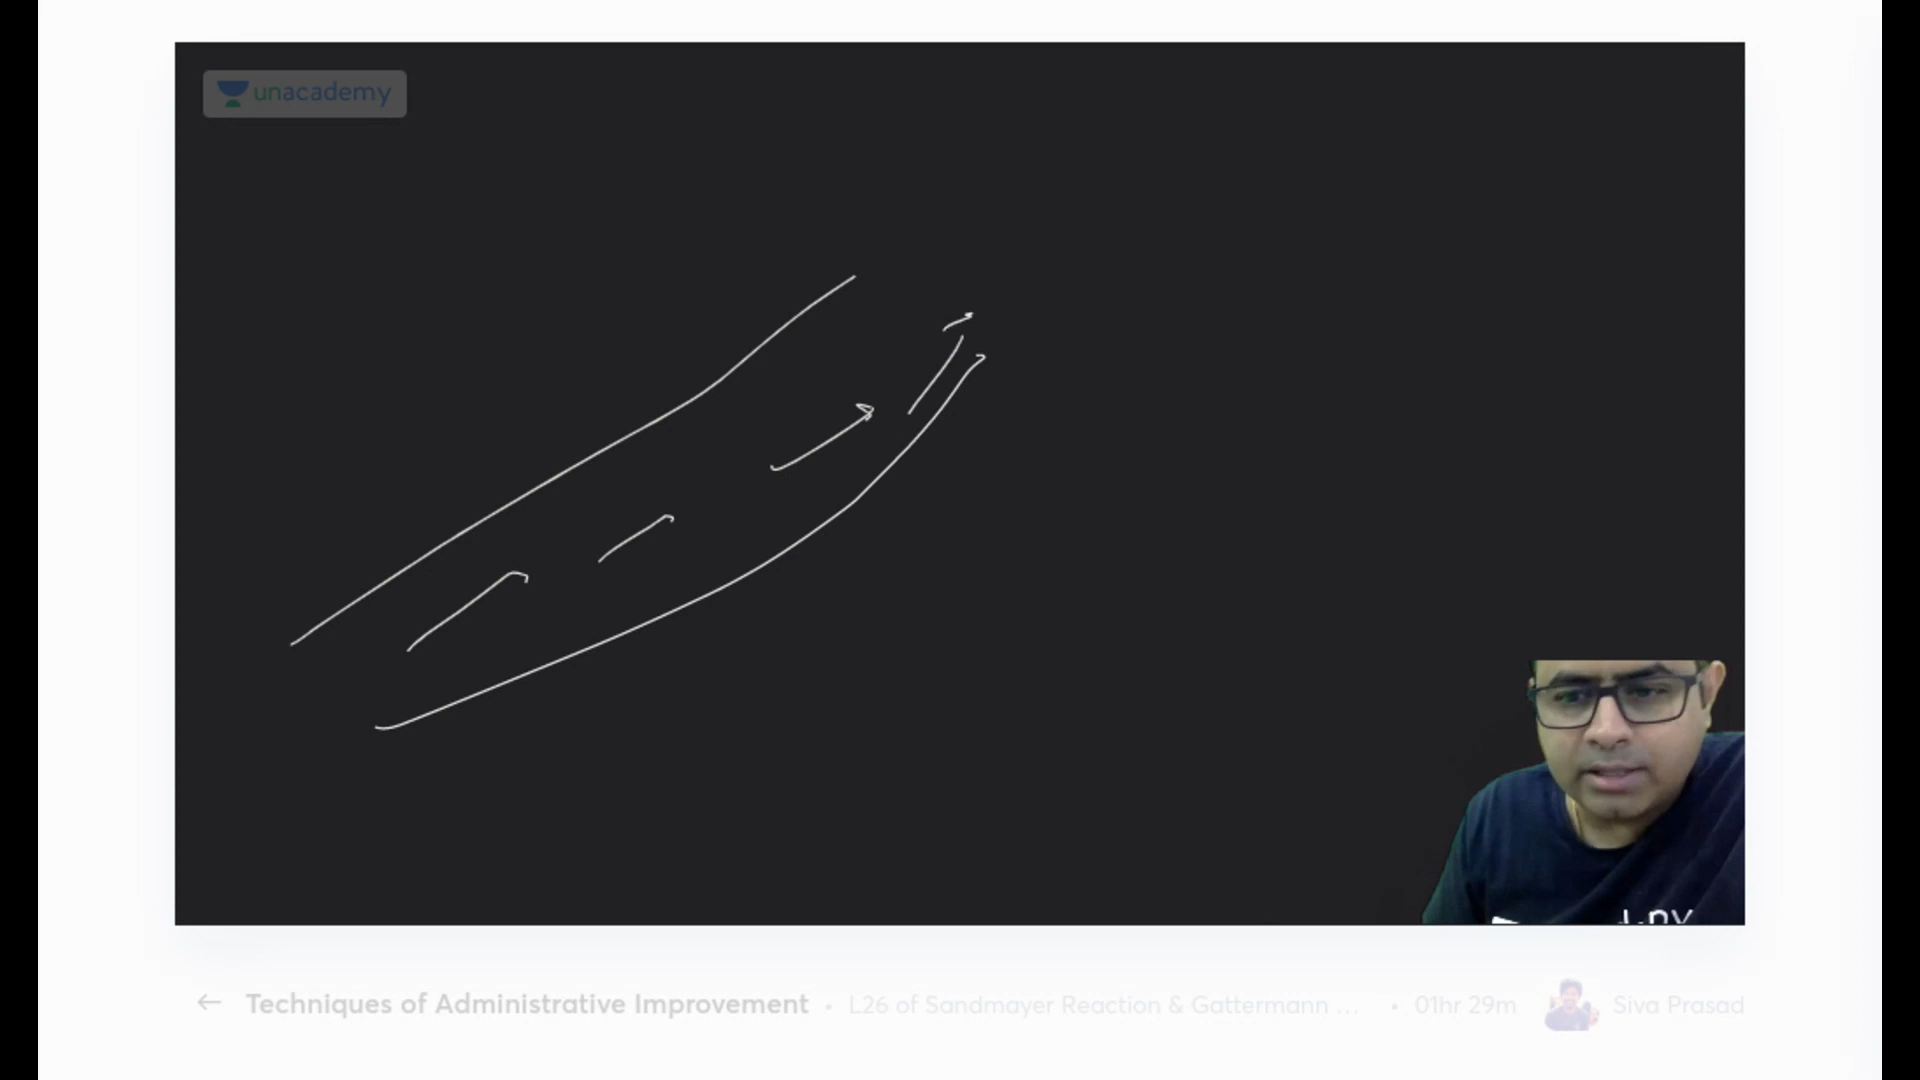 unacademy
Techniques of Administrative Improvement • L26 of Sandmayer Reaction & Gattermann ... • 01hr 29m Siva Prasad